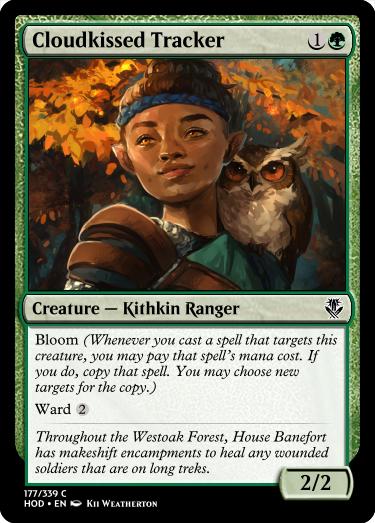 Cloudkissed Tracker 1
Creature — Kithkin Ranger
Bloom (Whenever you cast a spell that targets this
creature, you may pay that spell's mana cost. If
you do, copy that spell. You may choose new
targets for the copy.)
Ward 2
Throughout the Westoak Forest, House Banefort
has makeshift encampments to heal any wounded
soldiers that are on long treks.
2/2
177/339 C
HOD • EN Kii Weatherton